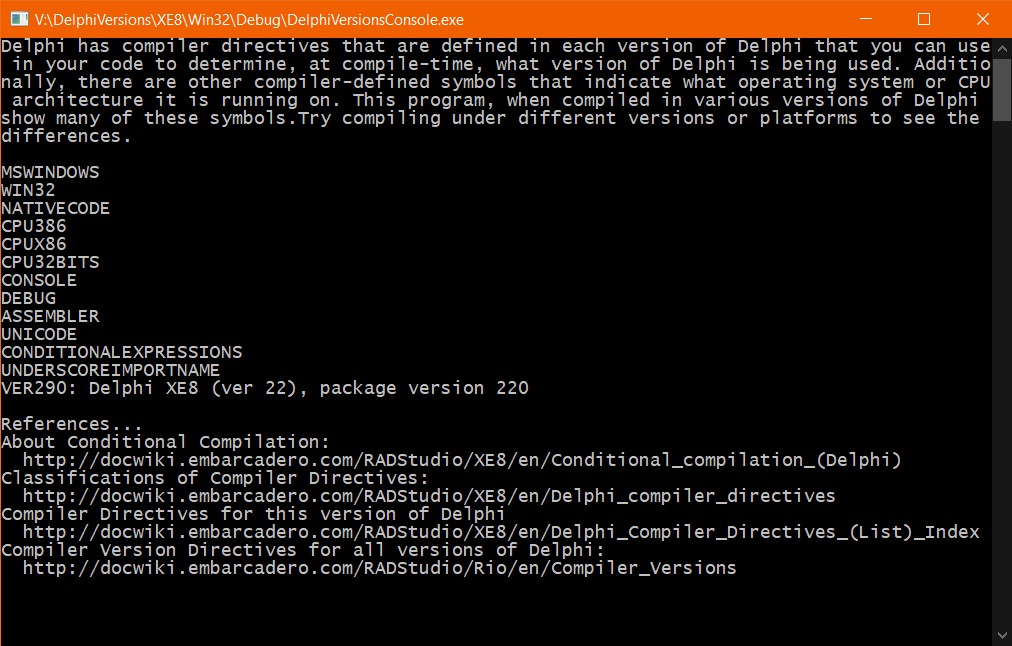 V:\DelphiVersions\XE8\Win32\Debug\DelphiVersionsConsole.exe
Delphi has compiler directives that are defined in each version of Delphi that you can use
 in your code to determine, at compile-time, what version of Delphi is being used. Additio
nally, there are other compiler-defined symbols that indicate what operating system or CPU
 architecture it is running on. This program, when compiled in various versions of Delphi
show many of these symbols.Try compiling under different versions or platforms to see the
differences.

MSWINDOWS
WIN32
NATIVECODE
CPU386
CPUX86
CPU32BITS
CONSOLE
DEBUG
ASSEMBLER
UNICODE
CONDITIONALEXPRESSIONS
UNDERSCOREIMPORTNAME
VER290: Delphi XE8 (ver 22), package version 220

References...
About Conditional Compilation:
  http://docwiki.embarcadero.com/RADStudio/XE8/en/Conditional_compilation_(Delphi)
Classifications of Compiler Directives:
  http://docwiki.embarcadero.com/RADStudio/XE8/en/Delphi_compiler_directives
Compiler Directives for this version of Delphi
  http://docwiki.embarcadero.com/RADStudio/XE8/en/Delphi_Compiler_Directives_(List)_Index
Compiler Version Directives for all versions of Delphi:
  http://docwiki.embarcadero.com/RADStudio/Rio/en/Compiler_Versions